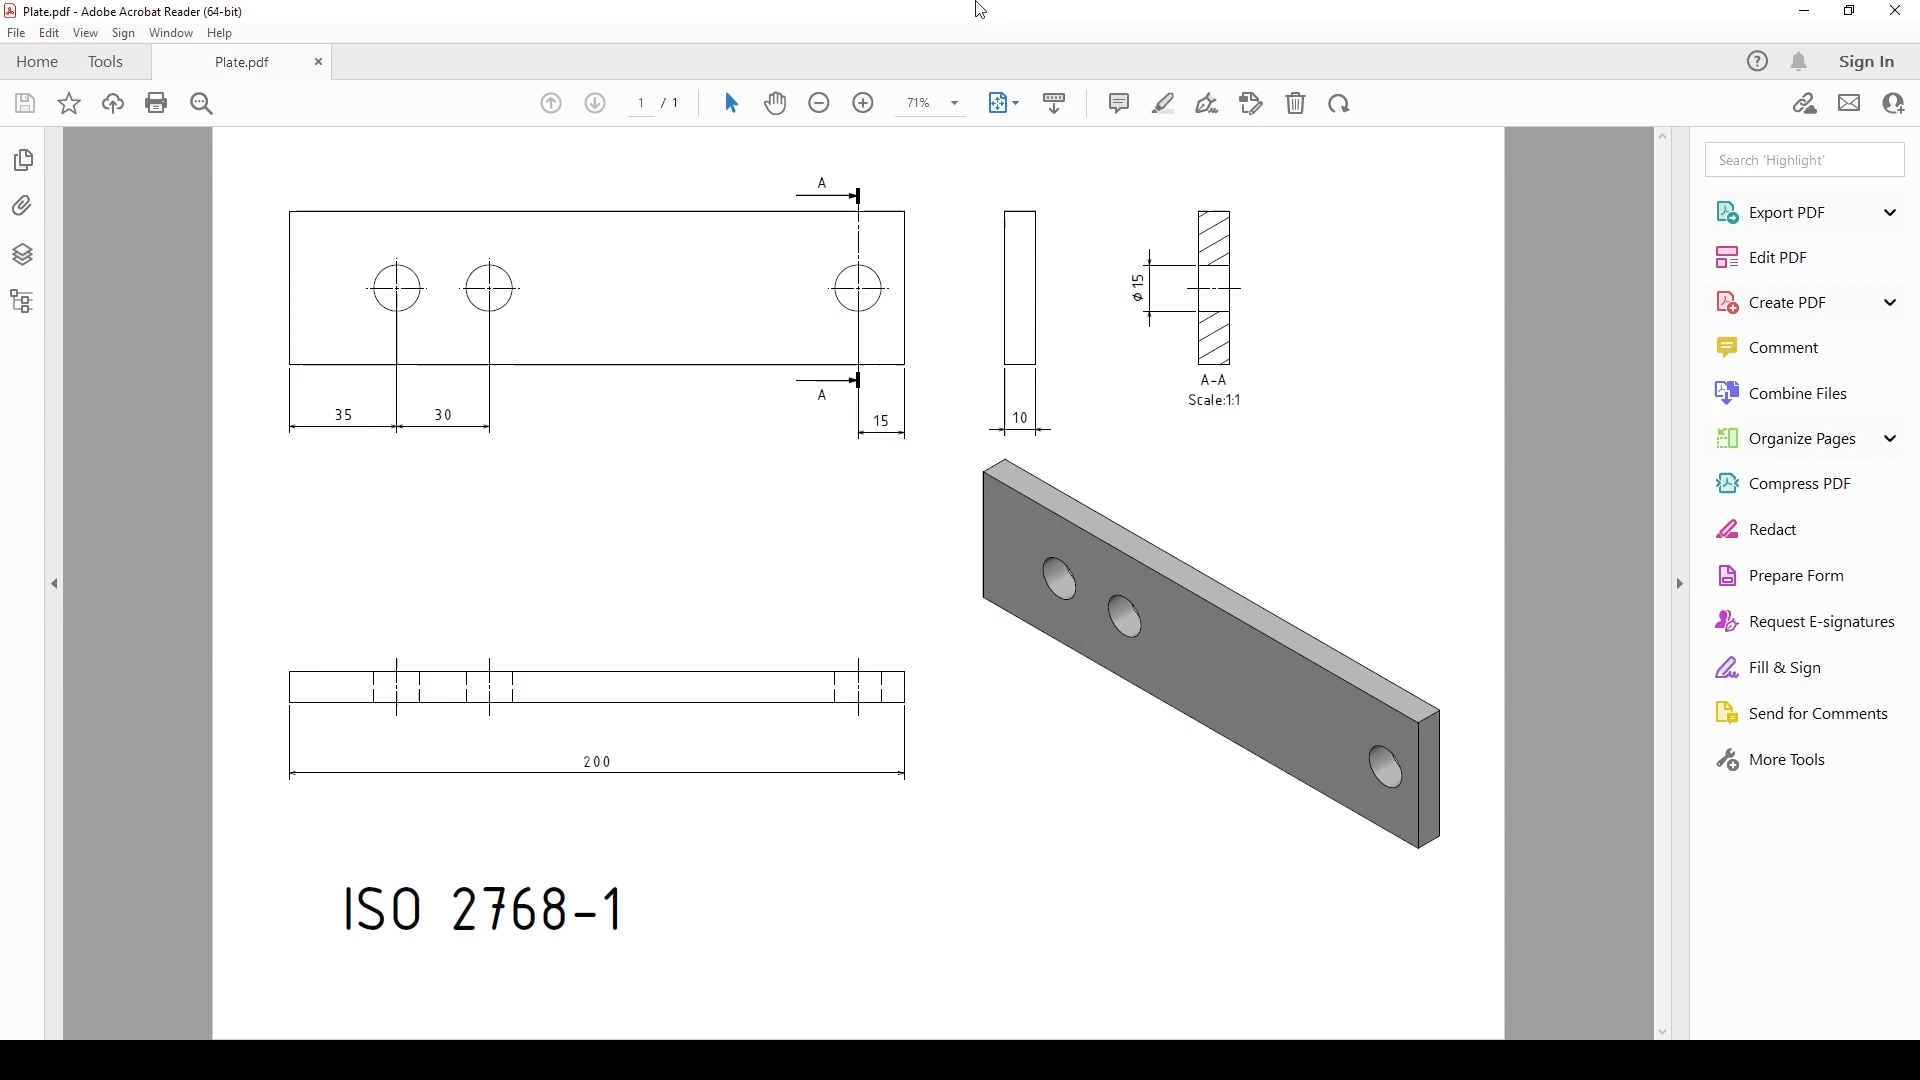 Plate.pdf - Adobe Acrobat Reader (64-bit)
File Edit View Sign Window Help
Home Tools Plate.pdf Sign In
1 / 1 71%
Search 'Highlight'
Export PDF
Edit PDF
Create PDF
Comment
Combine Files
Organize Pages
Compress PDF
Redact
Prepare Form
Request E-signatures
Fill & Sign
Send for Comments
More Tools
A
⌀15
A-A
Scale:1:1
A
35
30
15
10
200
ISO 2768-1